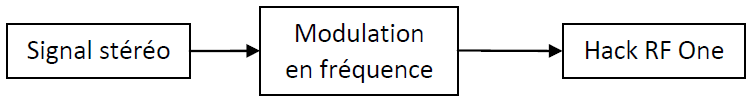 Signal stéréo
Modulation
en fréquence
Hack RF One